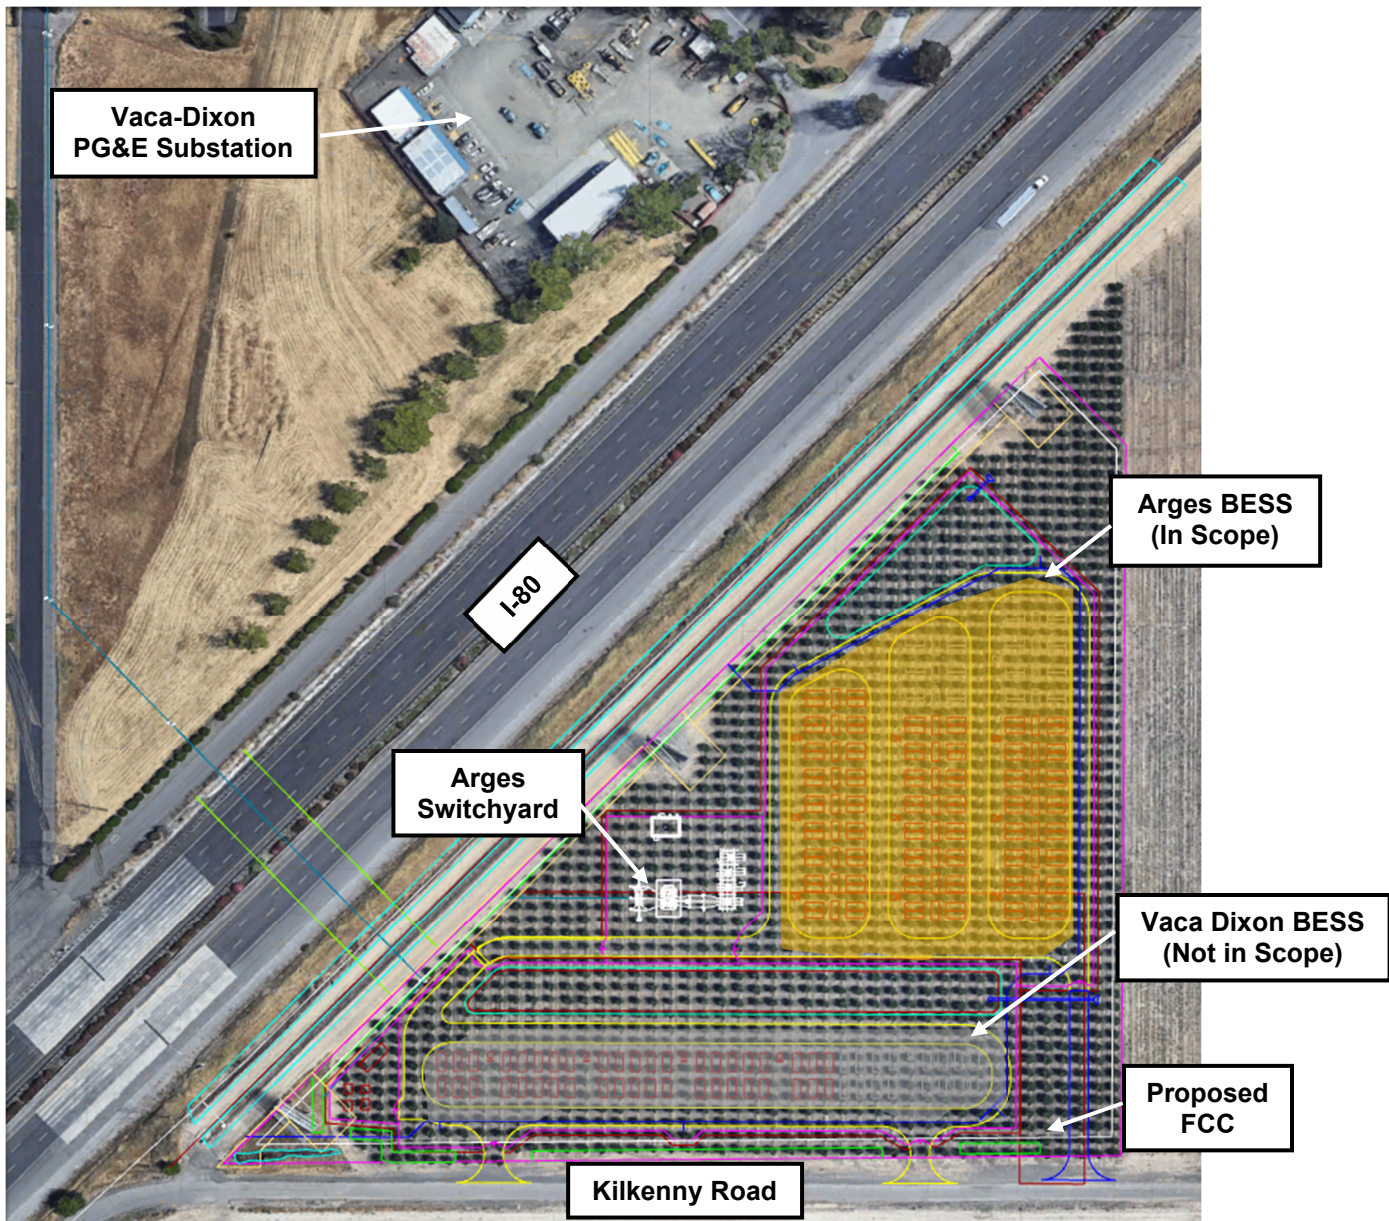 Vaca-Dixon
PG&E Substation
Arges BESS
(In Scope)
I-80
Arges
Switchyard
Vaca Dixon BESS
(Not in Scope)
Proposed
FCC
Kilkenny Road